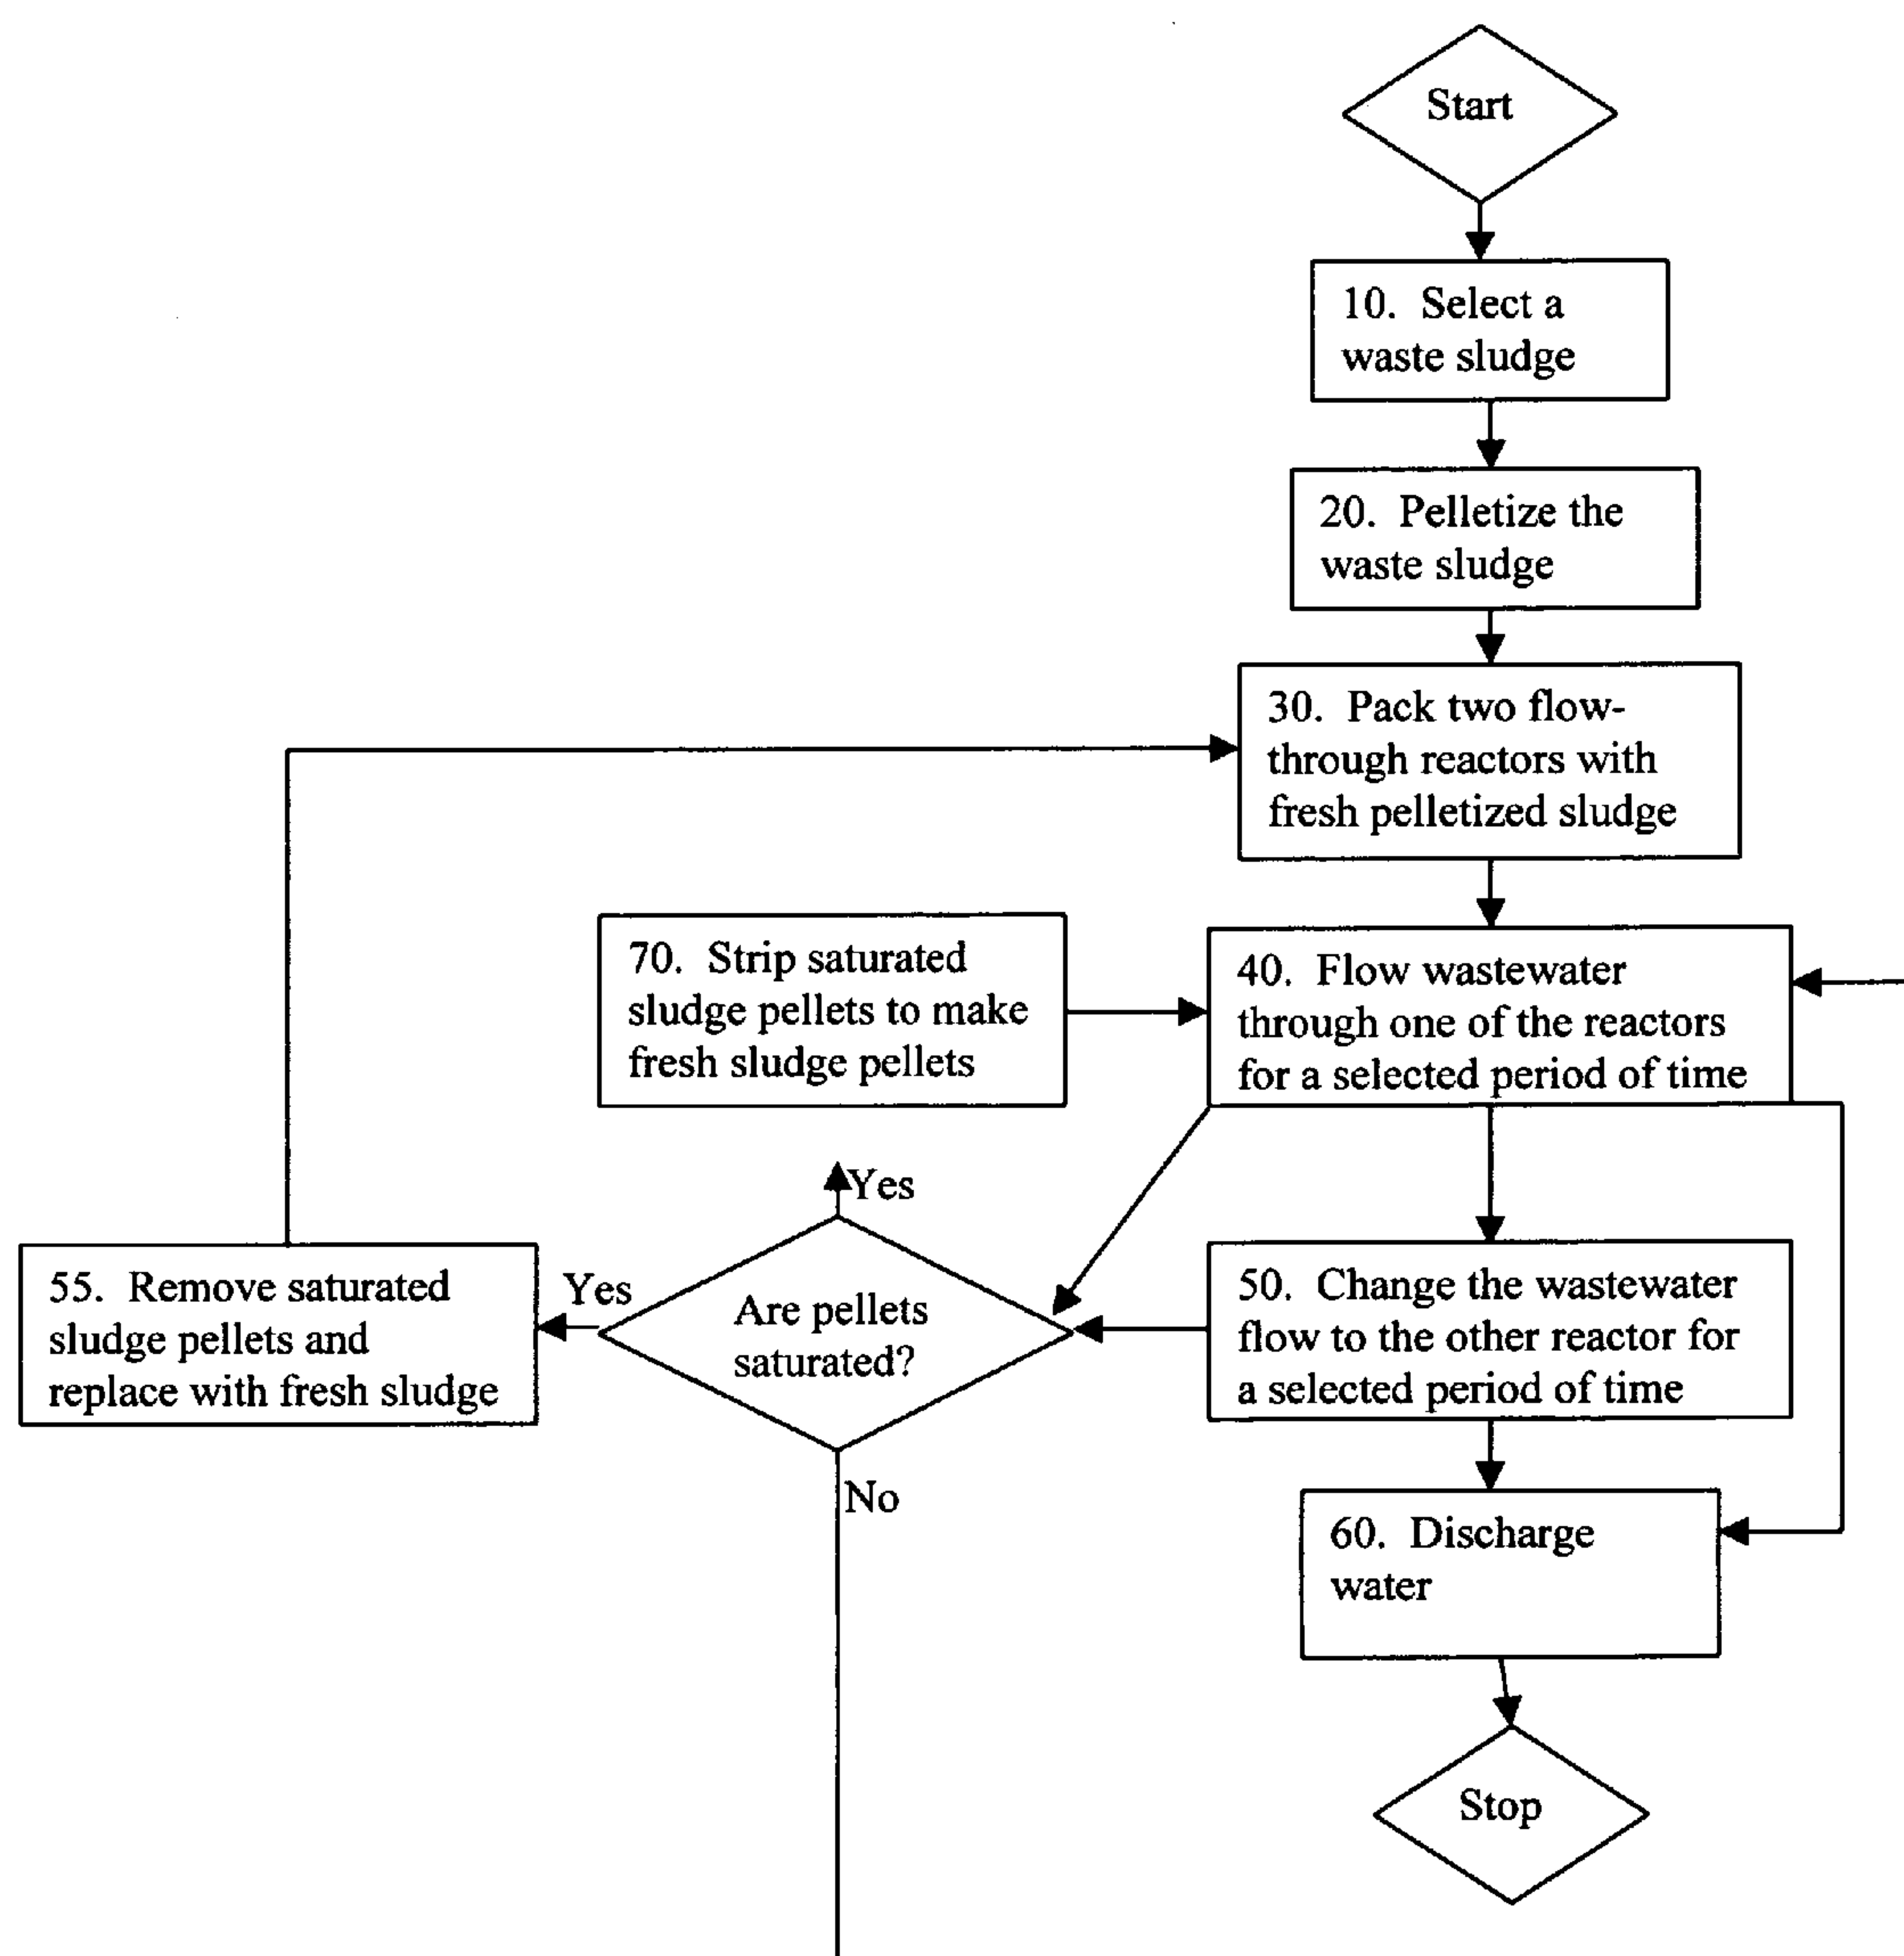 Start
10. Select a
waste sludge
20. Pelletize the
waste sludge
30. Pack two flow-
through reactors with
fresh pelletized sludge
70. Strip saturated
sludge pellets to make
fresh sludge pellets
40. Flow wastewater
through one of the reactors
for a selected period of time
Yes
55. Remove saturated
sludge pellets and
replace with fresh sludge
Yes
Are pellets
saturated?
50. Change the wastewater
flow to the other reactor for
a selected period of time
No
60. Discharge
water
Stop